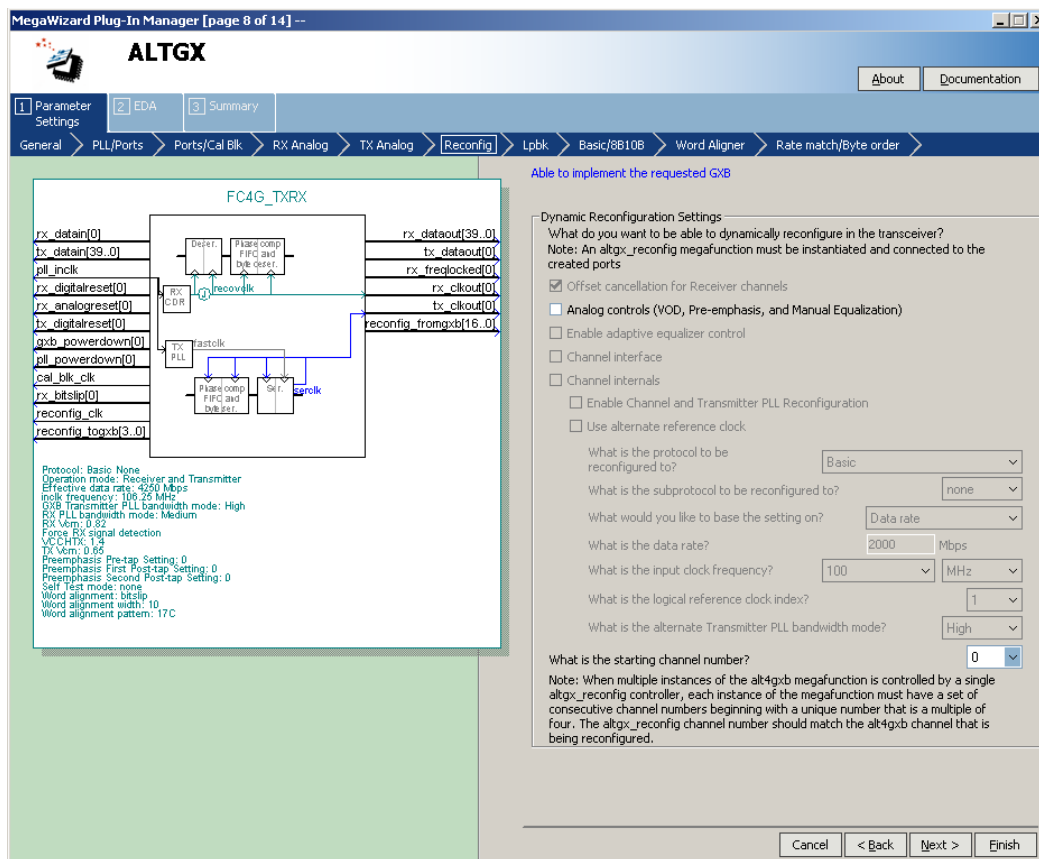 MegaWizard Plug-In Manager [page 8 of 14] --
ALTGX
About
Documentation
1 Parameter Settings
2 EDA
3 Summary
General
PLL/Ports
Ports/Cal Blk
RX Analog
TX Analog
Reconfig
Lpbk
Basic/8B10B
Word Aligner
Rate match/Byte order
FC4G_TXRX
rx_datain[0]
tx_datain[39..0]
pll_inclk
rx_digitalreset[0]
rx_analogreset[0]
tx_digitalreset[0]
gxb_powerdown[0]
pll_powerdown[0]
cal_blk_clk
rx_bitslip[0]
reconfig_clk
reconfig_togxb[3..0]
Deser.
Phase comp
FIFO and
byte deser.
RX
CDR
recovclk
TX
PLL
fastclk
Phase comp
FIFO and
byte ser.
Ser.
serclk
rx_dataout[39..0]
tx_dataout[0]
rx_freqlocked[0]
rx_clkout[0]
tx_clkout[0]
reconfig_fromgxb[16..0]
Protocol: Basic None
Operation mode: Receiver and Transmitter
Effective data rate: 4250 Mbps
inclk frequency: 106.25 MHz
GXB Transmitter PLL bandwidth mode: High
RX PLL bandwidth mode: Medium
RX Vcm: 0.82
Force RX signal detection
VCCHTX: 1.4
TX Vcm: 0.65
Preemphasis Pre-tap Setting: 0
Preemphasis First Post-tap Setting: 0
Preemphasis Second Post-tap Setting: 0
Self Test mode: none
Word alignment: bitslip
Word alignment width: 10
Word alignment pattern: 17C
Able to implement the requested GXB
Dynamic Reconfiguration Settings
What do you want to be able to dynamically reconfigure in the transceiver?
Note: An altgx_reconfig megafunction must be instantiated and connected to the
created ports
Offset cancellation for Receiver channels
Analog controls (VOD, Pre-emphasis, and Manual Equalization)
Enable adaptive equalizer control
Channel interface
Channel internals
Enable Channel and Transmitter PLL Reconfiguration
Use alternate reference clock
What is the protocol to be
reconfigured to?
Basic
What is the subprotocol to be reconfigured to? none
What would you like to base the setting on? Data rate
What is the data rate? 2000 Mbps
What is the input clock frequency? 100 MHz
What is the logical reference clock index? 1
What is the alternate Transmitter PLL bandwidth mode? High
What is the starting channel number? 0
Note: When multiple instances of the alt4gxb megafunction is controlled by a single
altgx_reconfig controller, each instance of the megafunction must have a set of
consecutive channel numbers beginning with a unique number that is a multiple of
four. The altgx_reconfig channel number should match the alt4gxb channel that is
being reconfigured.
Cancel
< Back
Next >
Finish